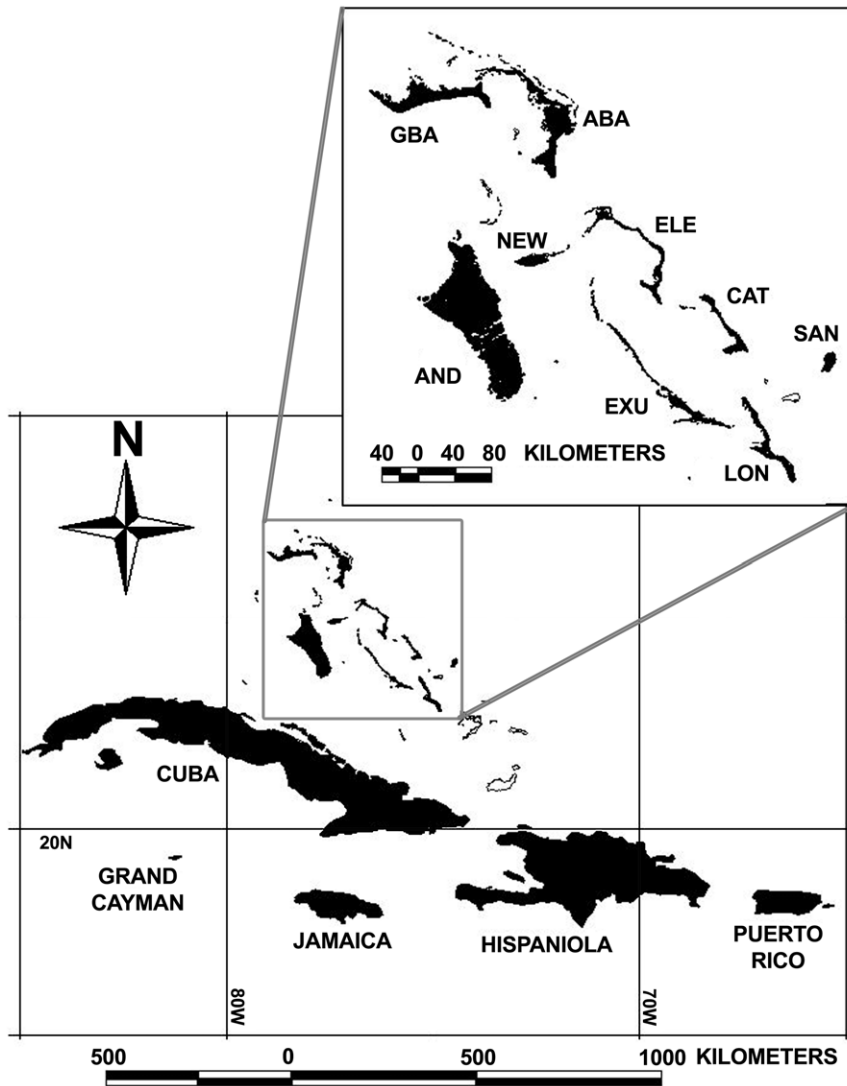 ABA
GBA
NEW
ELE
CAT
SAN
AND
EXU
LON
40 0 40 80 KILOMETERS
N
CUBA
20N
GRAND
CAYMAN
JAMAICA
HISPANIOLA
PUERTO
RICO
80W
70W
500 0 500 1000 KILOMETERS